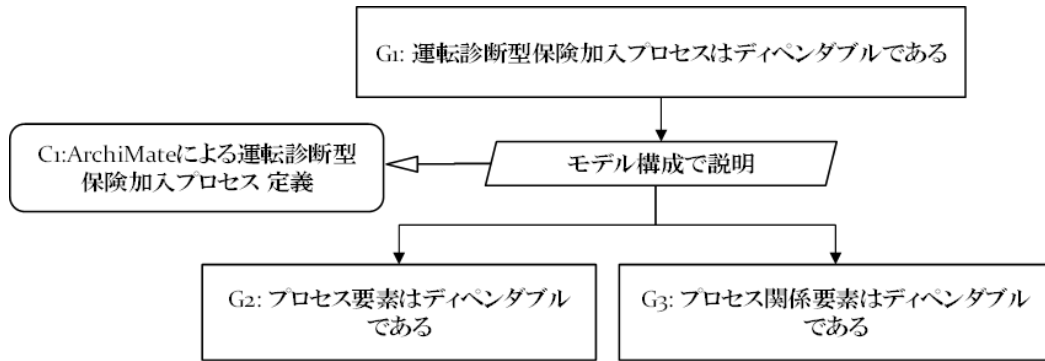 G1: 運転診断型保険加入プロセスはディペンダブルである
C1:ArchiMateによる運転診断型
保険加入プロセス 定義
モデル構成で説明
G2: プロセス要素はディペンダブル
である
G3: プロセス関係要素はディペンダブル
である